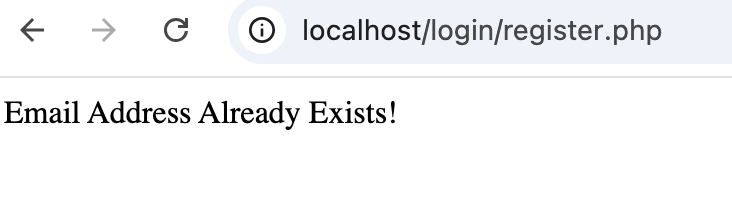 localhost/login/register.php
Email Address Already Exists!